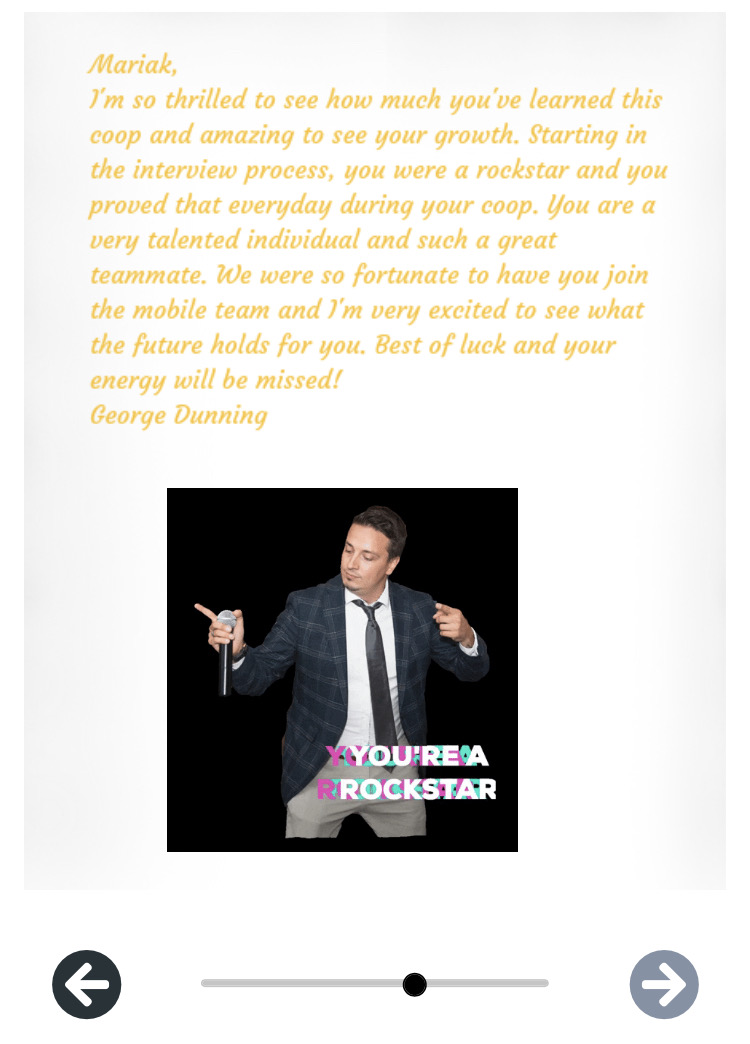 Mariak,
I'm so thrilled to see how much you've learned this
coop and amazing to see your growth. Starting in
the interview process, you were a rockstar and you
proved that everyday during your coop. You are a
very talented individual and such a great
teammate. We were so fortunate to have you join
the mobile team and I'm very excited to see what
the future holds for you. Best of luck and your
energy will be missed!
George Dunning
YOU'RE A
ROCKSTAR